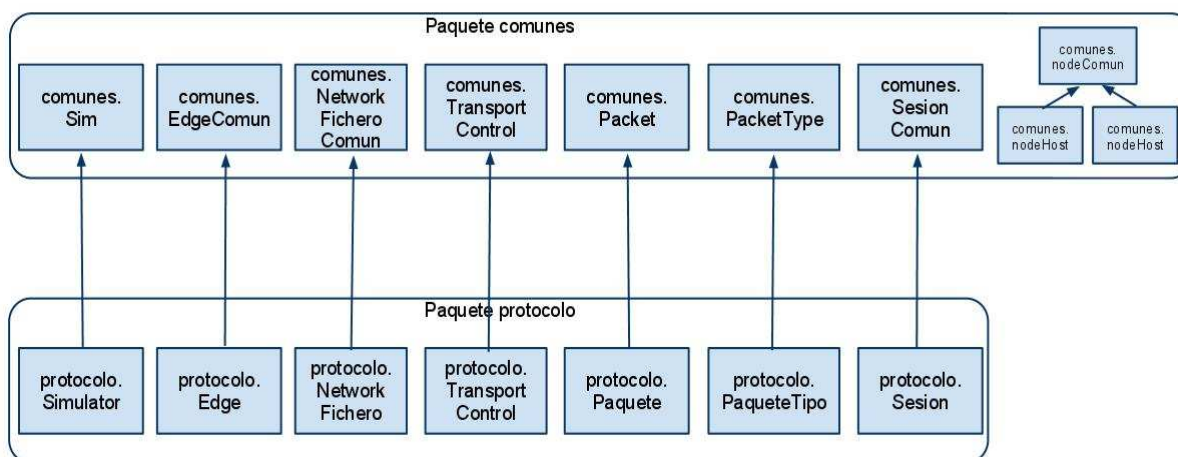 Paquete comunes
comunes.
Sim
comunes.
EdgeComun
comunes.
Network
Fichero
Comun
comunes.
Transport
Control
comunes.
Packet
comunes.
PacketType
comunes.
Sesion
Comun
comunes.
nodeComun
comunes.
nodeHost
comunes.
nodeHost
Paquete protocolo
protocolo.
Simulator
protocolo.
Edge
protocolo.
Network
Fichero
protocolo.
Transport
Control
protocolo.
Paquete
protocolo.
PaqueteTipo
protocolo.
Sesion